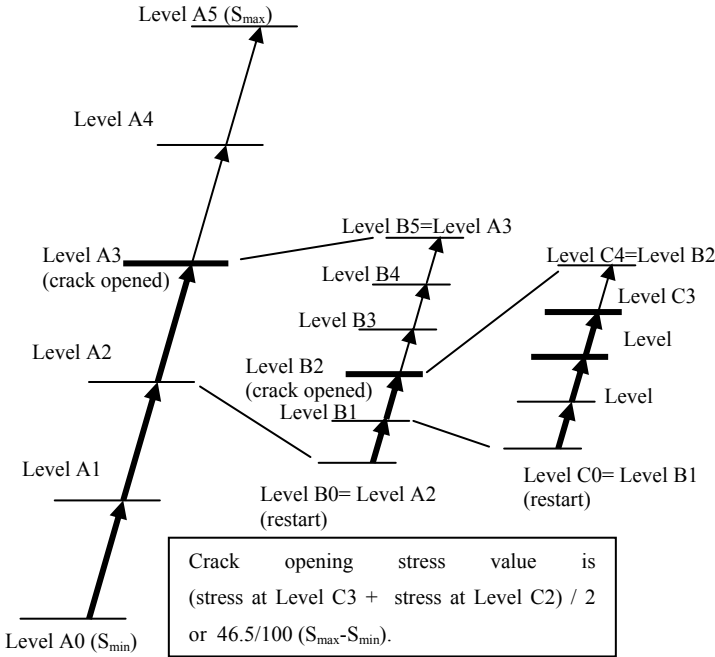 Level A5 (Smax)
Level A4
Level A3
(crack opened)
Level A2
Level A1
Level A0 (Smin)
Level B5=Level A3
Level B4
Level B3
Level B2
(crack opened)
Level B1
Level B0= Level A2
(restart)
Level C4=Level B2
Level C3
Level
Level
Level C0= Level B1
(restart)
Crack opening stress value is
(stress at Level C3 + stress at Level C2) / 2
or 46.5/100 (Smax-Smin).